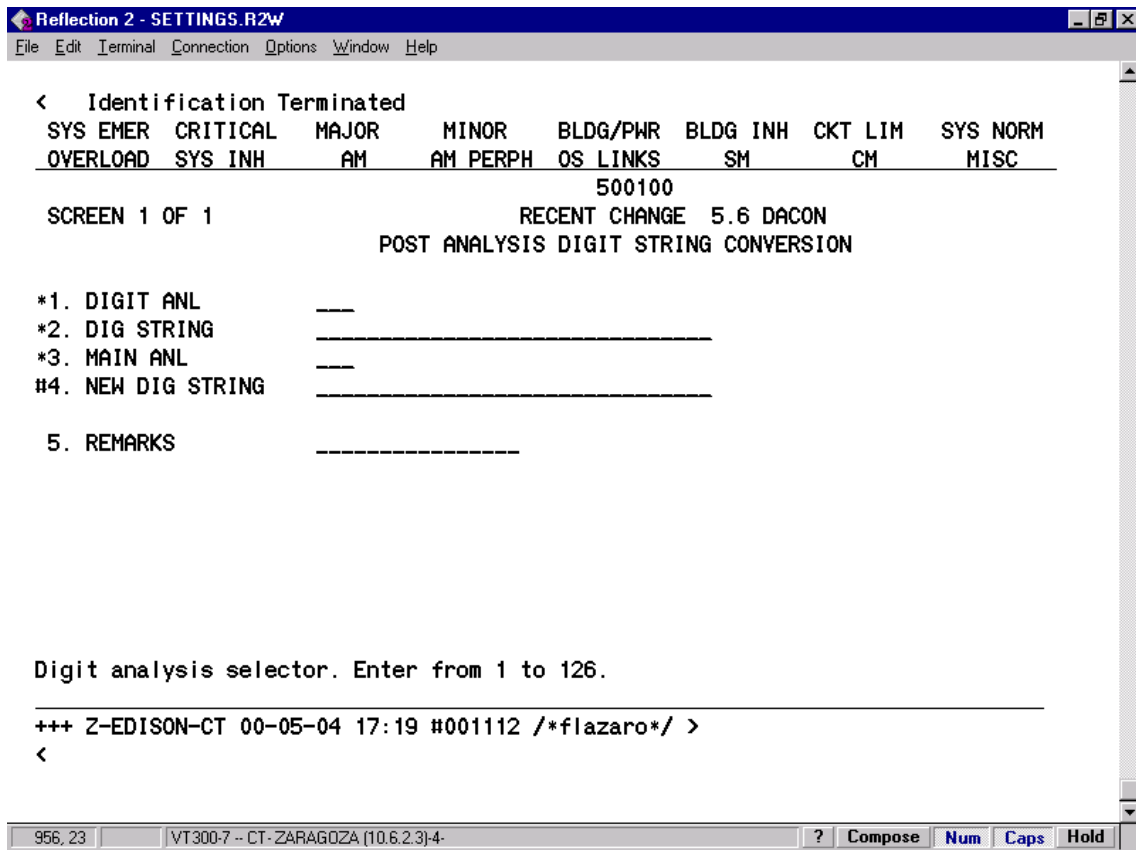 Reflection 2 - SETTINGS.R2W
File Edit Terminal Connection Options Window Help
< Identification Terminated
SYS EMER CRITICAL MAJOR MINOR BLDG/PWR BLDG INH CKT LIM SYS NORM
OVERLOAD SYS INH AM AM PERPH OS LINKS SM CM MISC
500100
SCREEN 1 OF 1 RECENT CHANGE 5.6 DACON
POST ANALYSIS DIGIT STRING CONVERSION
*1. DIGIT ANL ___
*2. DIG STRING _______________________________
*3. MAIN ANL ___
#4. NEW DIG STRING _______________________________
5. REMARKS ________________
Digit analysis selector. Enter from 1 to 126.
+++ Z-EDISON-CT 00-05-04 17:19 #001112 /*flazaro*/ >
<
956, 23 VT300-7 -- CT- ZARAGOZA (10.6.2.3)-4- ? Compose Num Caps Hold